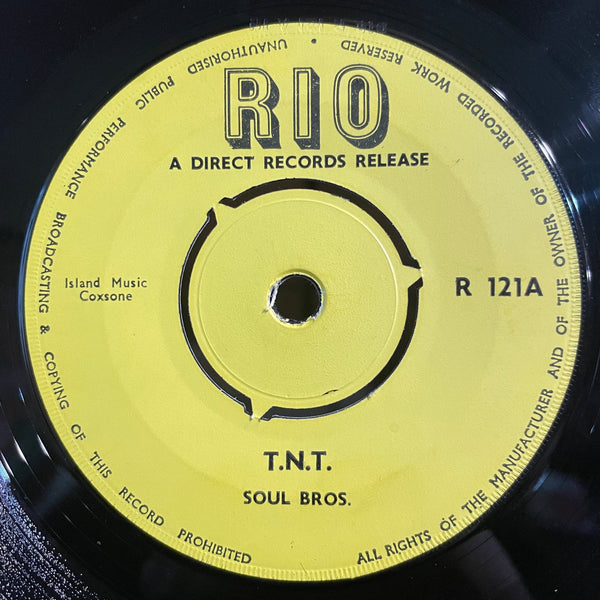 RIO
A DIRECT RECORDS RELEASE
Island Music
Coxsone
R 121A
T.N.T.
SOUL BROS.
ALL RIGHTS OF THE MANUFACTURER AND OF THE OWNER OF THE RECORDED WORK RESERVED • UNAUTHORISED PUBLIC PERFORMANCE BROADCASTING & COPYING OF THIS RECORD PROHIBITED